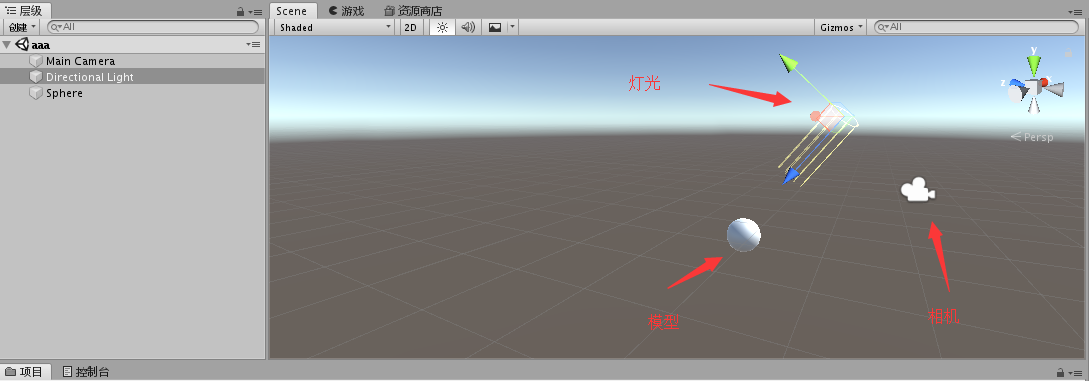 层级
Scene
游戏
资源商店
创建
All
Shaded
2D
Gizmos
All
aaa
Main Camera
Directional Light
Sphere
灯光
y
x
z
Persp
模型
相机
项目
控制台